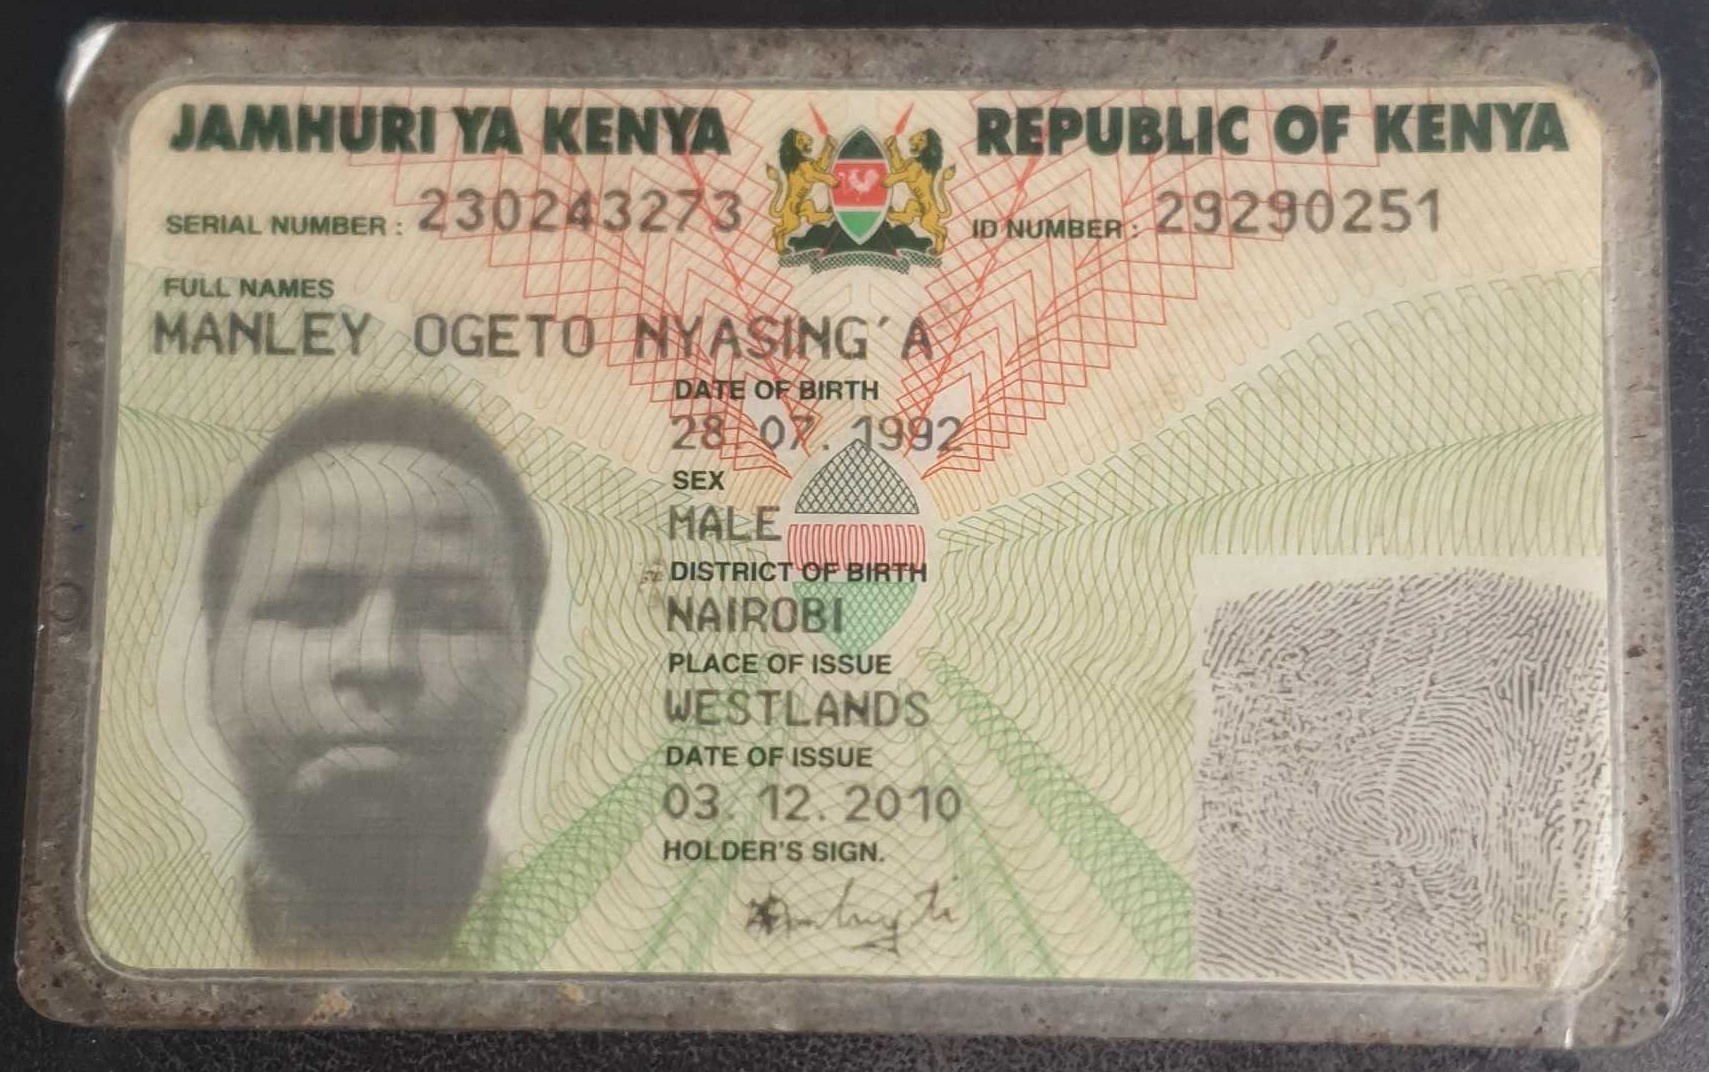 JAMHURI YA KENYA REPUBLIC OF KENYA
SERIAL NUMBER : 230243273 ID NUMBER : 29290251
FULL NAMES
MANLEY OGETO NYASING'A
DATE OF BIRTH
28. 07. 1992
SEX
MALE
DISTRICT OF BIRTH
NAIROBI
PLACE OF ISSUE
WESTLANDS
DATE OF ISSUE
03. 12. 2010
HOLDER'S SIGN.